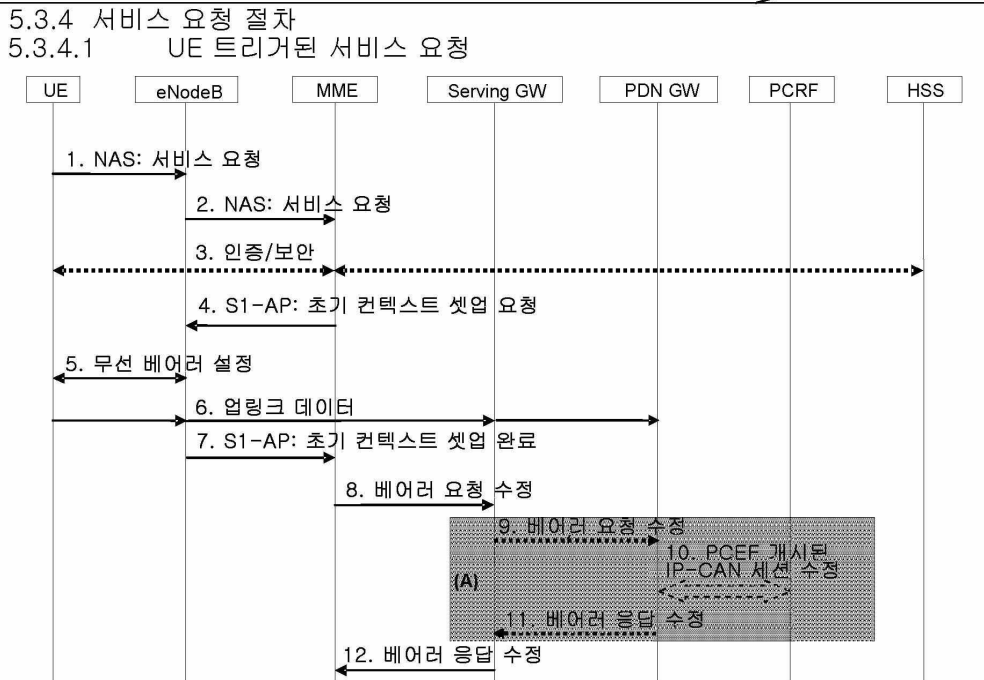 5.3.4 서비스 요청 절차
5.3.4.1 UE 트리거된 서비스 요청
UE eNodeB MME Serving GW PDN GW PCRF HSS
1. NAS: 서비스 요청
2. NAS: 서비스 요청
3. 인증/보안
4. S1-AP: 초기 컨텍스트 셋업 요청
5. 무선 베어러 설정
6. 업링크 데이터
7. S1-AP: 초기 컨텍스트 셋업 완료
8. 베어러 요청 수정
9. 베어러 요청 수정
10. PCEF 개시된
IP-CAN 세션 수정
(A)
11. 베어러 응답 수정
12. 베어러 응답 수정